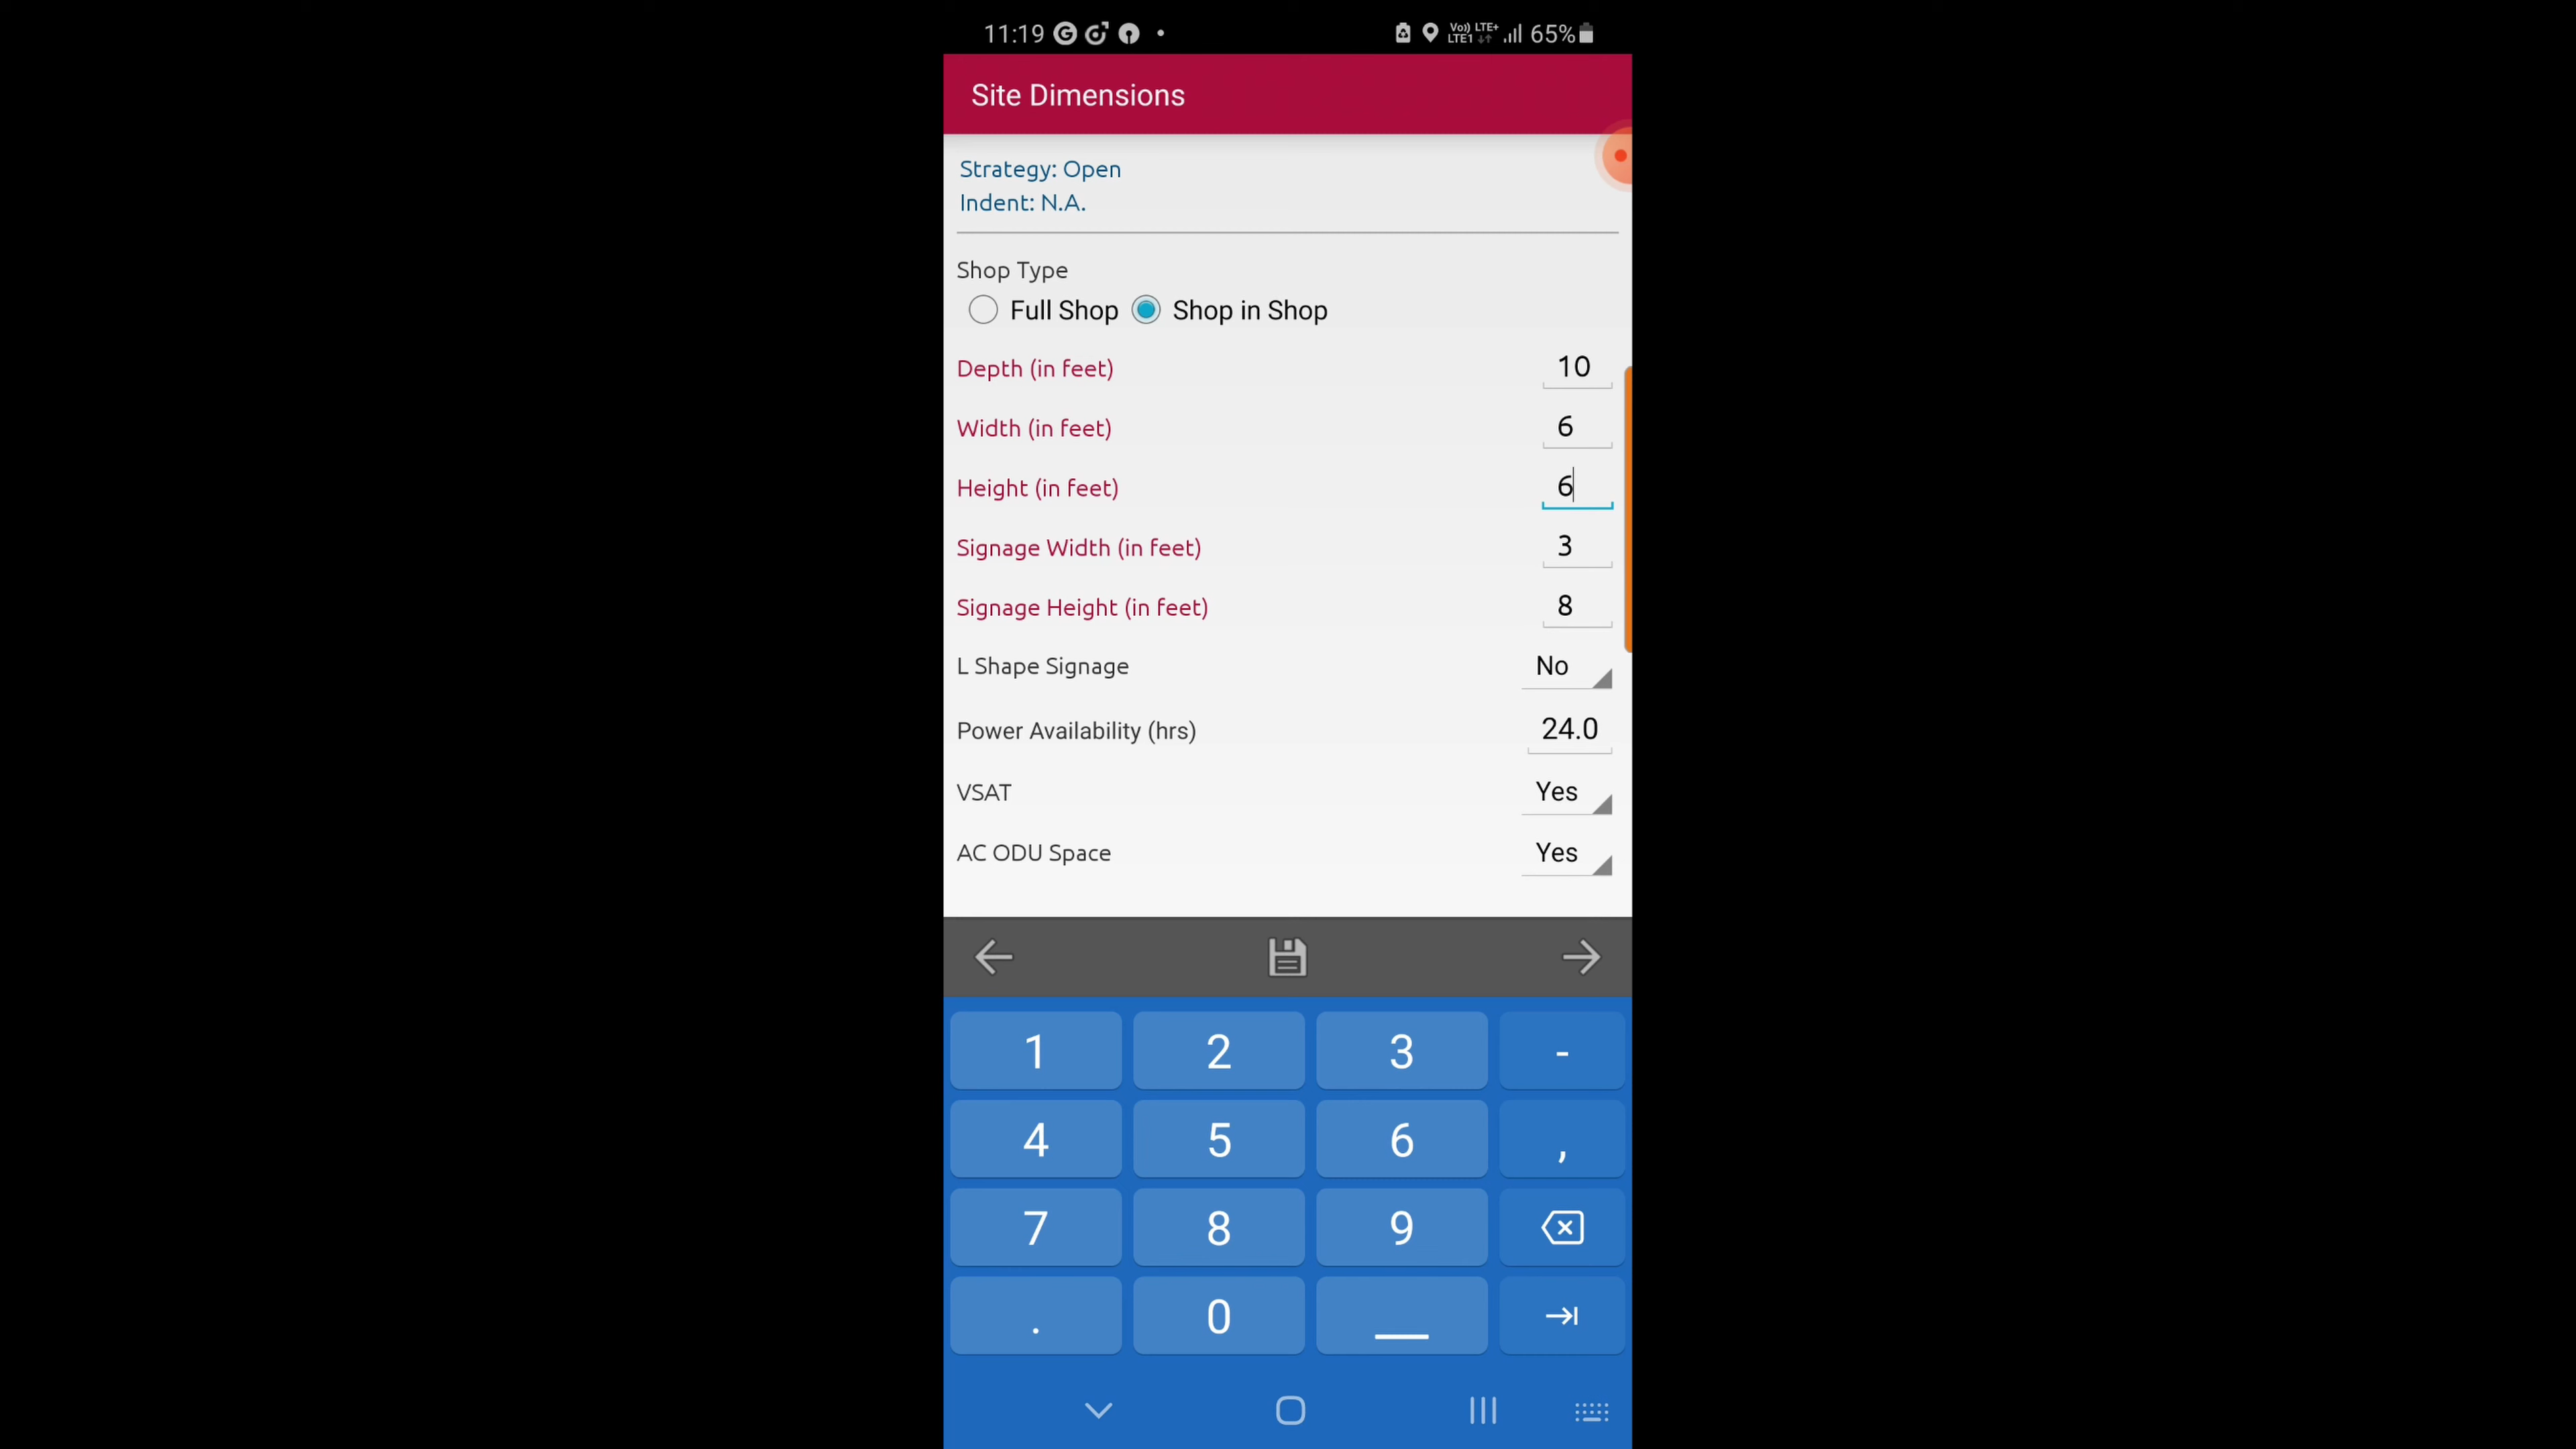 11:19 Vo)) LTE+ LTE1 65%
Site Dimensions
Strategy: Open
Indent: N.A.
Shop Type
Full Shop Shop in Shop
Depth (in feet) 10
Width (in feet) 6
Height (in feet) 6
Signage Width (in feet) 3
Signage Height (in feet) 8
L Shape Signage No
Power Availability (hrs) 24.0
VSAT Yes
AC ODU Space Yes
1 2 3 -
4 5 6 ,
7 8 9
. 0